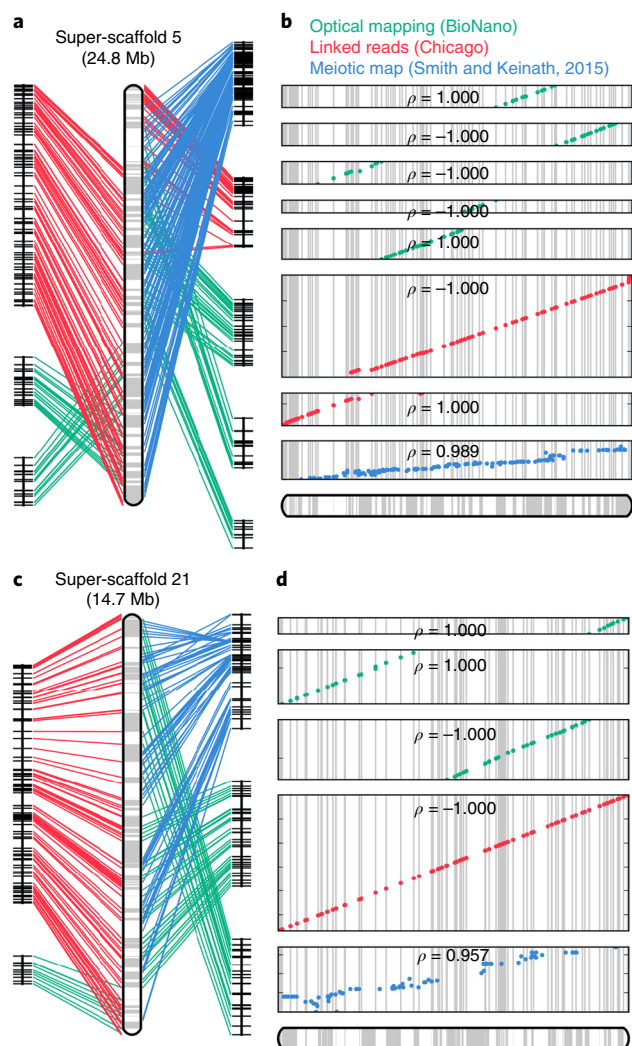 a
Super-scaffold 5
(24.8 Mb)
b
Optical mapping (BioNano)
Linked reads (Chicago)
Meiotic map (Smith and Keinath, 2015)
ρ = 1.000
ρ = −1.000
ρ = −1.000
ρ = −1.000
ρ = 1.000
ρ = −1.000
ρ = 1.000
ρ = 0.989
c
Super-scaffold 21
(14.7 Mb)
d
ρ = 1.000
ρ = 1.000
ρ = −1.000
ρ = −1.000
ρ = 0.957